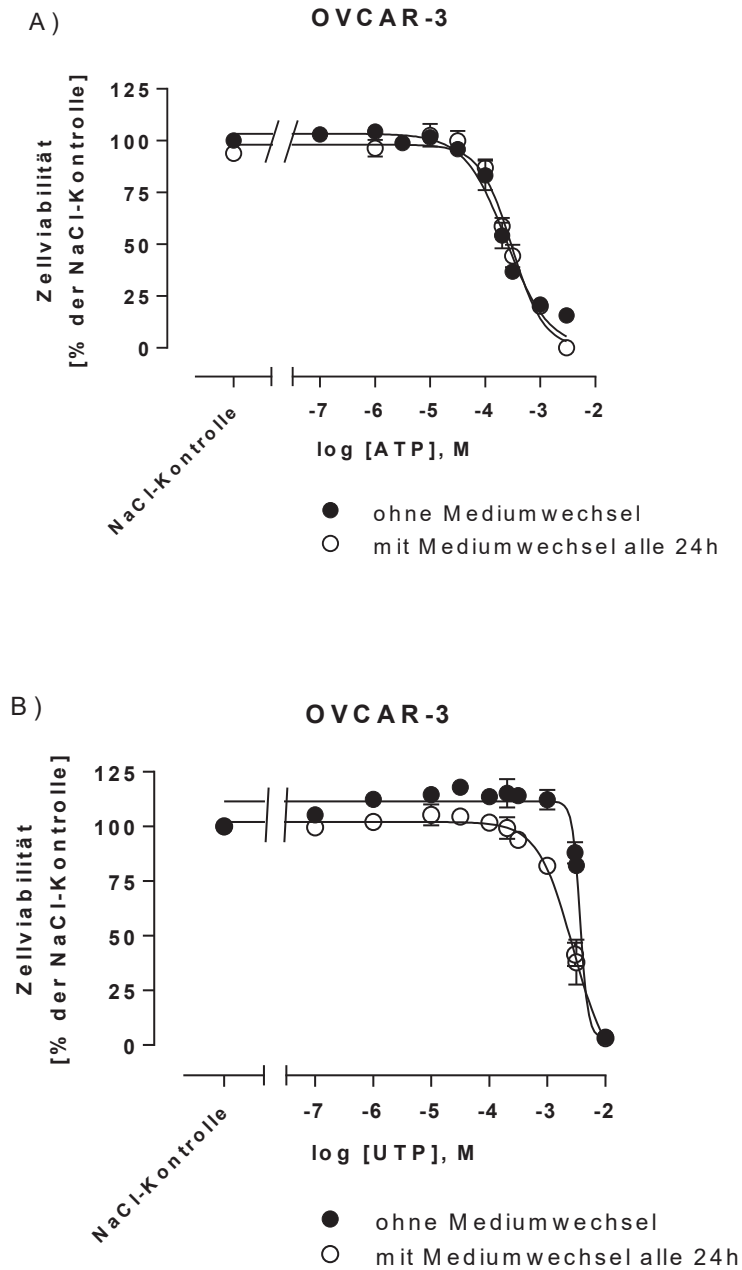 A)
OVCAR-3
Zellviabilität
[% der NaCl-Kontrolle]
125
100
75
50
25
0
NaCl-Kontrolle
-7 -6 -5 -4 -3 -2
log [ATP], M
ohne Mediumwechsel
mit Mediumwechsel alle 24h
B)
OVCAR-3
Zellviabilität
[% der NaCl-Kontrolle]
125
100
75
50
25
0
NaCl-Kontrolle
-7 -6 -5 -4 -3 -2
log [UTP], M
ohne Mediumwechsel
mit Mediumwechsel alle 24h